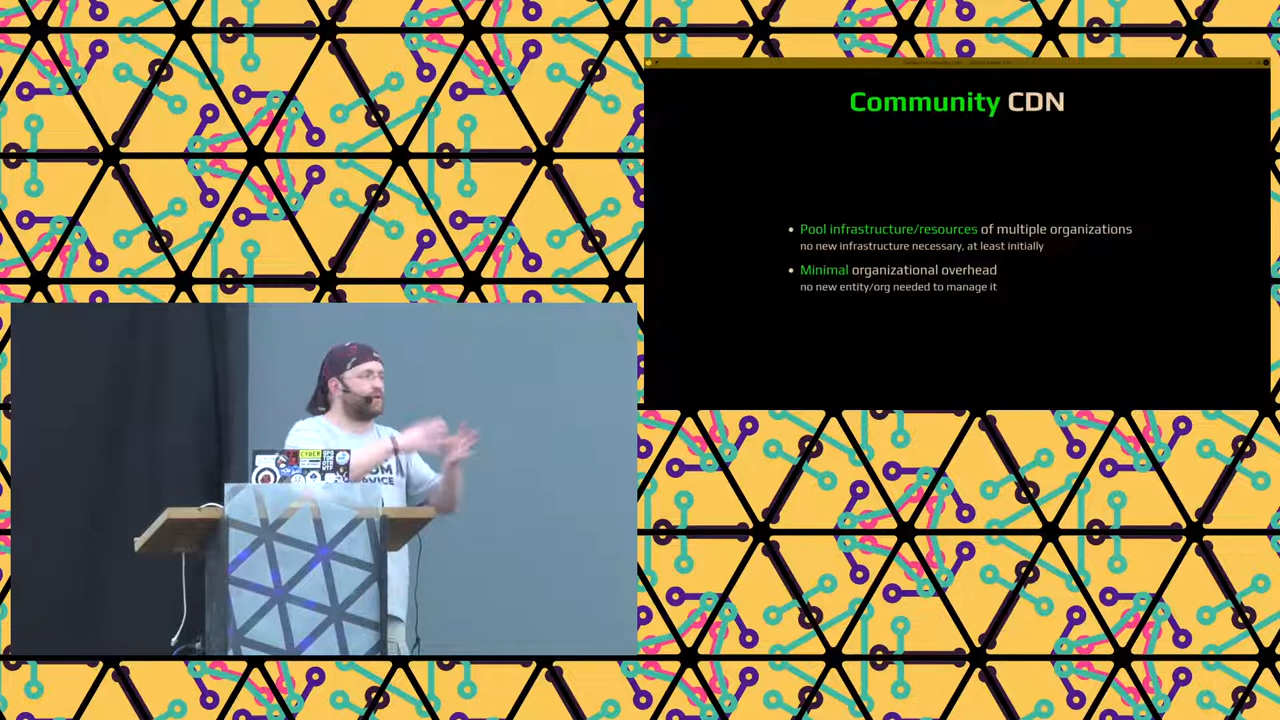 Community CDN
Pool infrastructure/resources of multiple organizations
no new infrastructure necessary, at least initially
Minimal organizational overhead
no new entity/org needed to manage it
CYBER